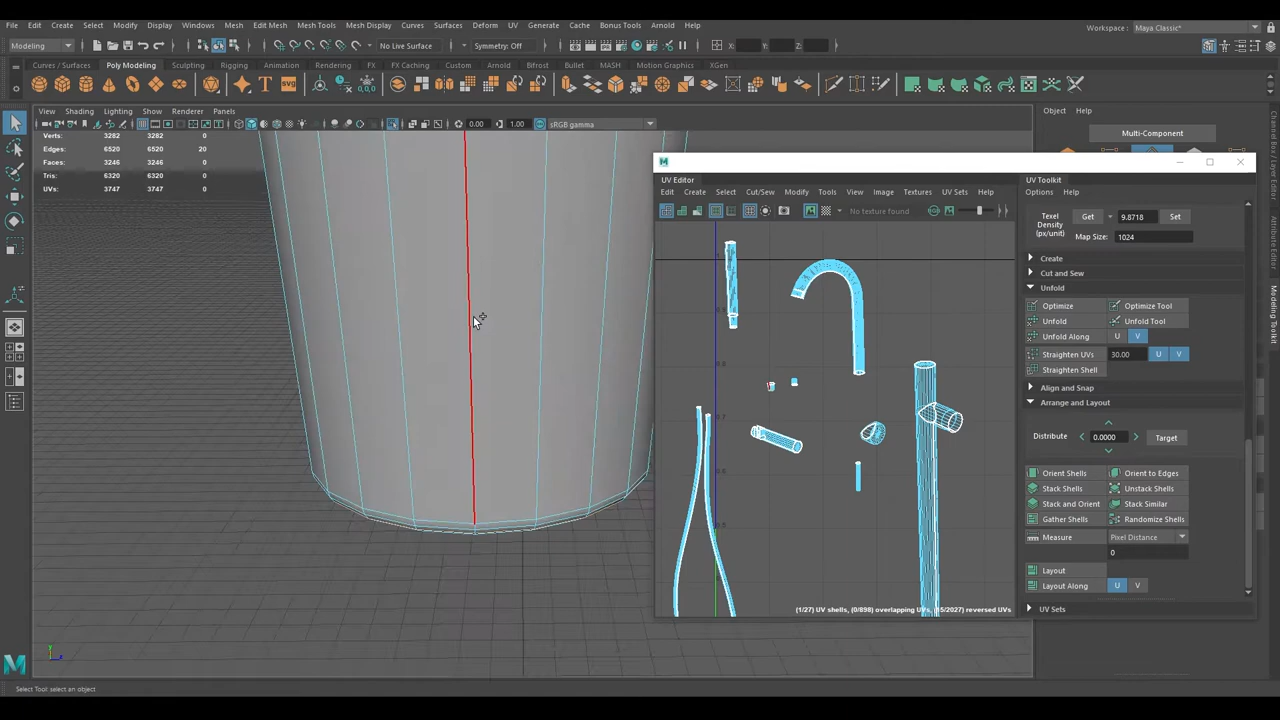 File Edit Create Select Modify Display Windows Mesh Edit Mesh Mesh Tools Mesh Display Curves Surfaces Deform UV Generate Cache Bonus Tools Arnold Help
Workspace : Maya Classic*
Modeling No Live Surface Symmetry: Off X: Y: Z:
Curves / Surfaces Poly Modeling Sculpting Rigging Animation Rendering FX FX Caching Custom Arnold Bifrost Bullet MASH Motion Graphics XGen
View Shading Lighting Show Renderer Panels
Object Help
0.00 1.00 sRGB gamma
Multi-Component
Verts: 3282 3282 0
Edges: 6520 6520 20
Faces: 3246 3246 0
Tris: 6320 6320 0
UVs: 3747 3747 0
UV Editor
UV Toolkit
Edit Create Select Cut/Sew Modify Tools View Image Textures UV Sets Help
Options Help
No texture found
Texel Density (px/unit) Get 9.8718 Set
Map Size: 1024
Create
Cut and Sew
Unfold
Optimize Optimize Tool
Unfold Unfold Tool
Unfold Along U V
Straighten UVs 30.00 U V
Straighten Shell
Align and Snap
Arrange and Layout
Distribute 0.0000 Target
Orient Shells Orient to Edges
Stack Shells Unstack Shells
Stack and Orient Stack Similar
Gather Shells Randomize Shells
Measure Pixel Distance
0
Layout
Layout Along U V
UV Sets
Channel Box / Layer Editor
Attribute Editor
Modeling Toolkit
Select Tool: select an object